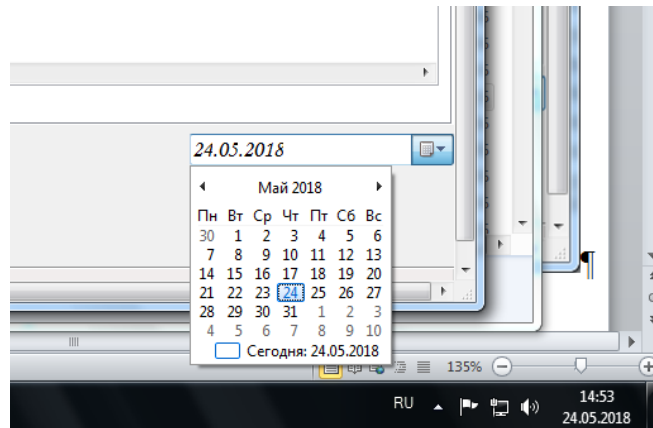 24.05.2018
Май 2018
Пн Вт Ср Чт Пт Сб Вс
30 1 2 3 4 5 6
7 8 9 10 11 12 13
14 15 16 17 18 19 20
21 22 23 24 25 26 27
28 29 30 31 1 2 3
4 5 6 7 8 9 10
Сегодня: 24.05.2018
135%
RU 14:53
24.05.2018